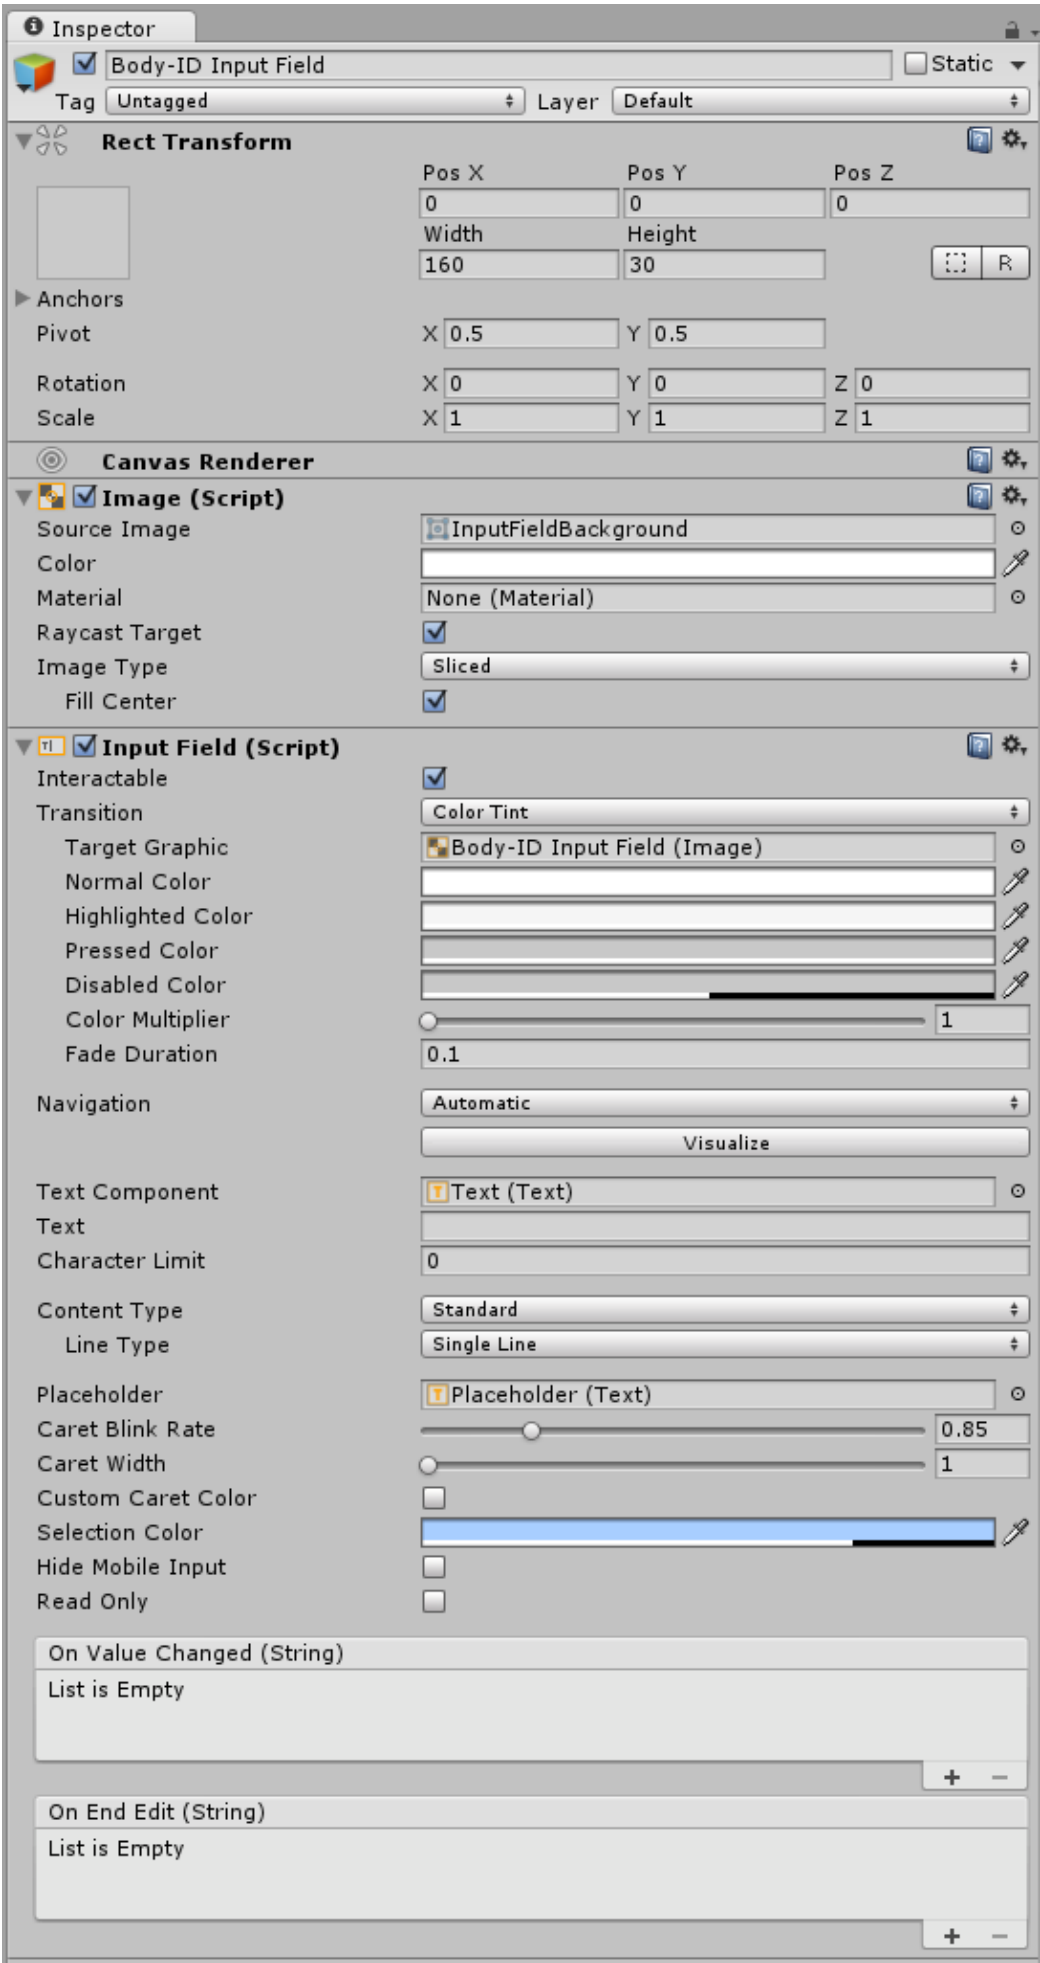 Inspector
Body-ID Input Field Static
Tag Untagged Layer Default
Rect Transform
Pos X Pos Y Pos Z
0 0 0
Width Height
160 30 R
Anchors
Pivot X 0.5 Y 0.5
Rotation X 0 Y 0 Z 0
Scale X 1 Y 1 Z 1
Canvas Renderer
Image (Script)
Source Image InputFieldBackground
Color
Material None (Material)
Raycast Target
Image Type Sliced
Fill Center
Input Field (Script)
Interactable
Transition Color Tint
Target Graphic Body-ID Input Field (Image)
Normal Color
Highlighted Color
Pressed Color
Disabled Color
Color Multiplier 1
Fade Duration 0.1
Navigation Automatic
Visualize
Text Component Text (Text)
Text
Character Limit 0
Content Type Standard
Line Type Single Line
Placeholder Placeholder (Text)
Caret Blink Rate 0.85
Caret Width 1
Custom Caret Color
Selection Color
Hide Mobile Input
Read Only
On Value Changed (String)
List is Empty
+ −
On End Edit (String)
List is Empty
+ −